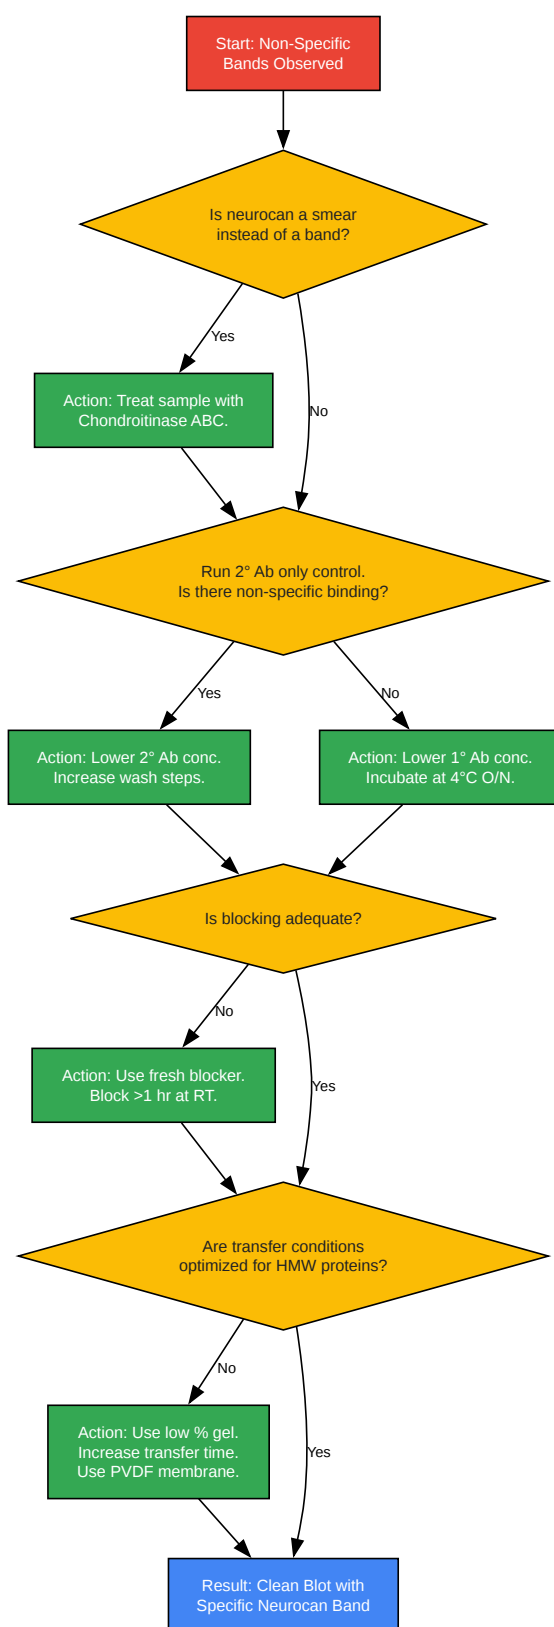 Start: Non-Specific
Bands Observed
Is neurocan a smear
instead of a band?
Yes
No
Action: Treat sample with
Chondroitinase ABC.
Run 2° Ab only control.
Is there non-specific binding?
Yes
No
Action: Lower 2° Ab conc.
Increase wash steps.
Action: Lower 1° Ab conc.
Incubate at 4°C O/N.
Is blocking adequate?
No
Yes
Action: Use fresh blocker.
Block >1 hr at RT.
Are transfer conditions
optimized for HMW proteins?
No
Yes
Action: Use low % gel.
Increase transfer time.
Use PVDF membrane.
Result: Clean Blot with
Specific Neurocan Band